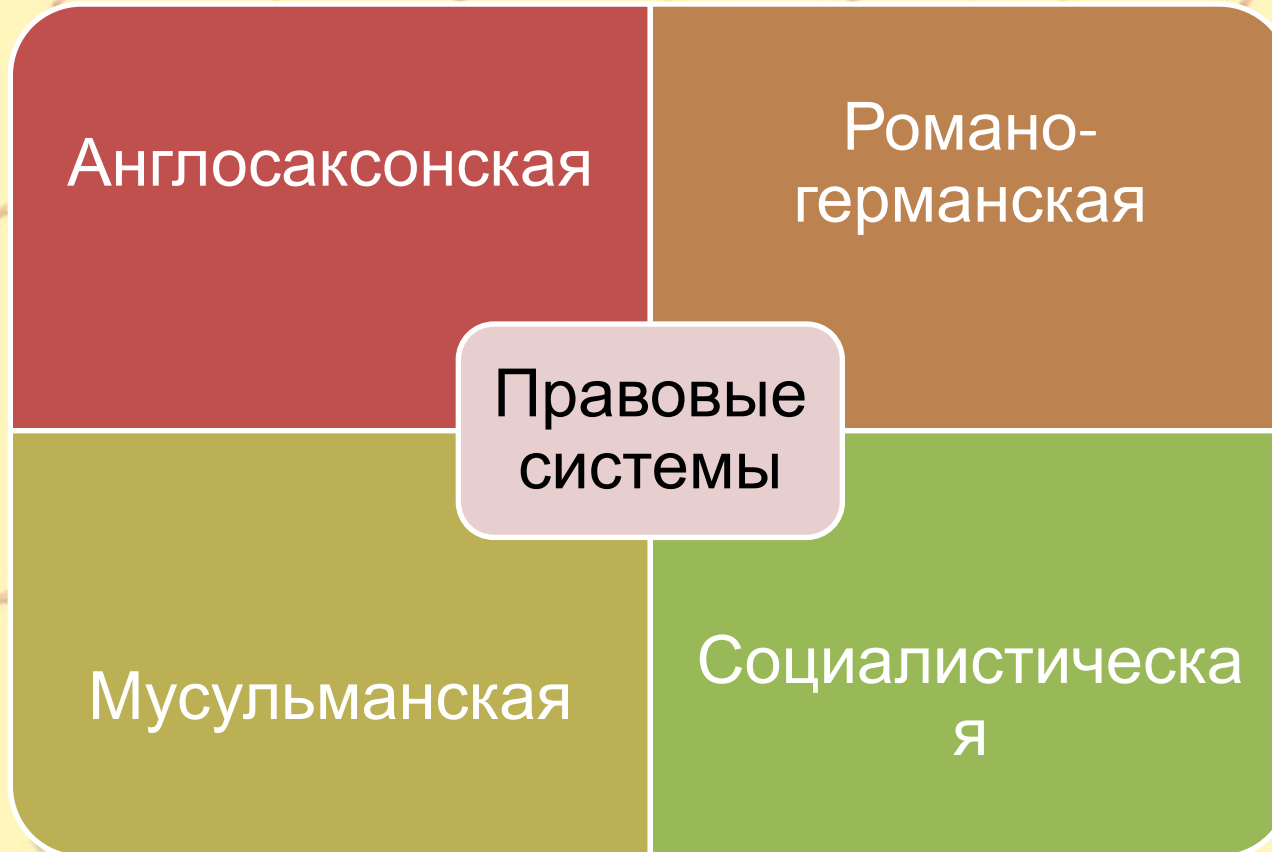 Англосаксонская
Романо-
германская
Правовые
системы
Мусульманская
Социалистическа
я